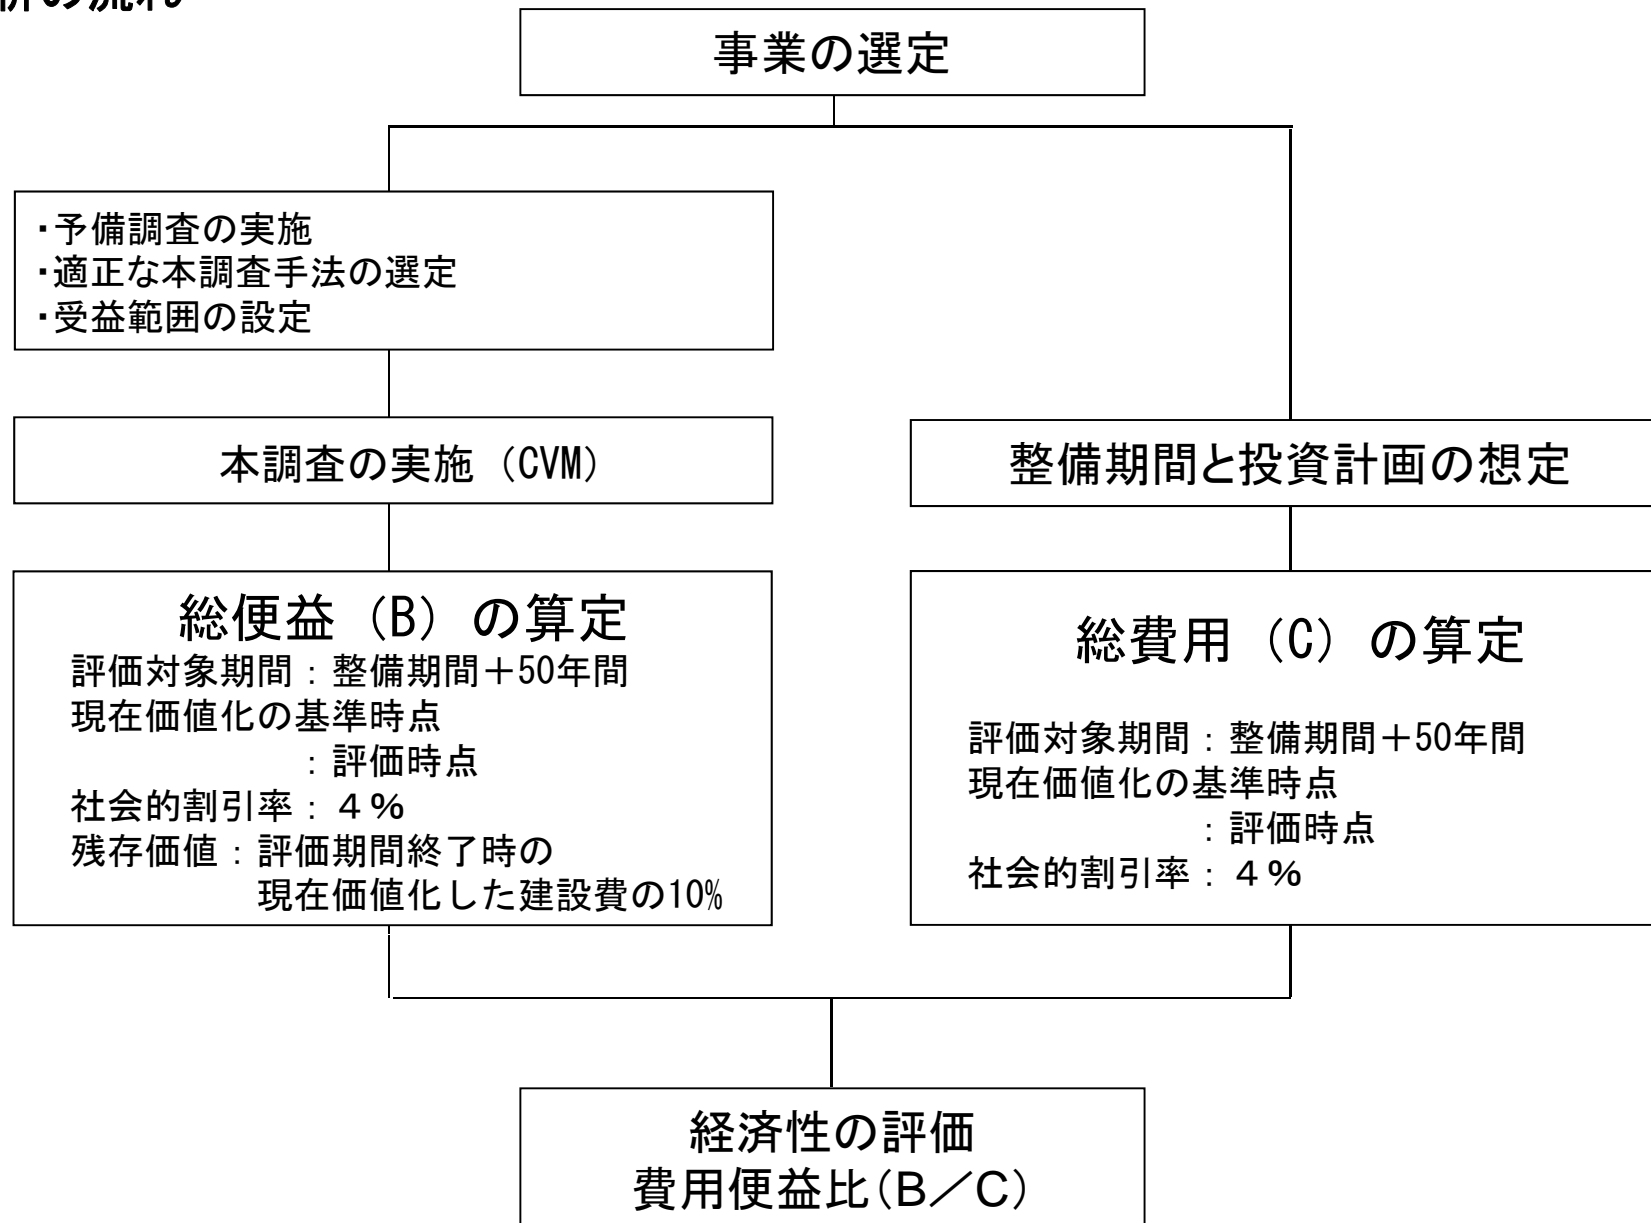 の流れ
事業の選定
・予備調査の実施
・適正な本調査手法の選定
・受益範囲の設定
本調査の実施（CVM）
整備期間と投資計画の想定
総便益（B）の算定
評価対象期間：整備期間＋50年間
現在価値化の基準時点
：評価時点
社会的割引率：４％
残存価値：評価期間終了時の
現在価値化した建設費の10%
総費用（C）の算定
評価対象期間：整備期間＋50年間
現在価値化の基準時点
：評価時点
社会的割引率：４％
経済性の評価
費用便益比（B／C）